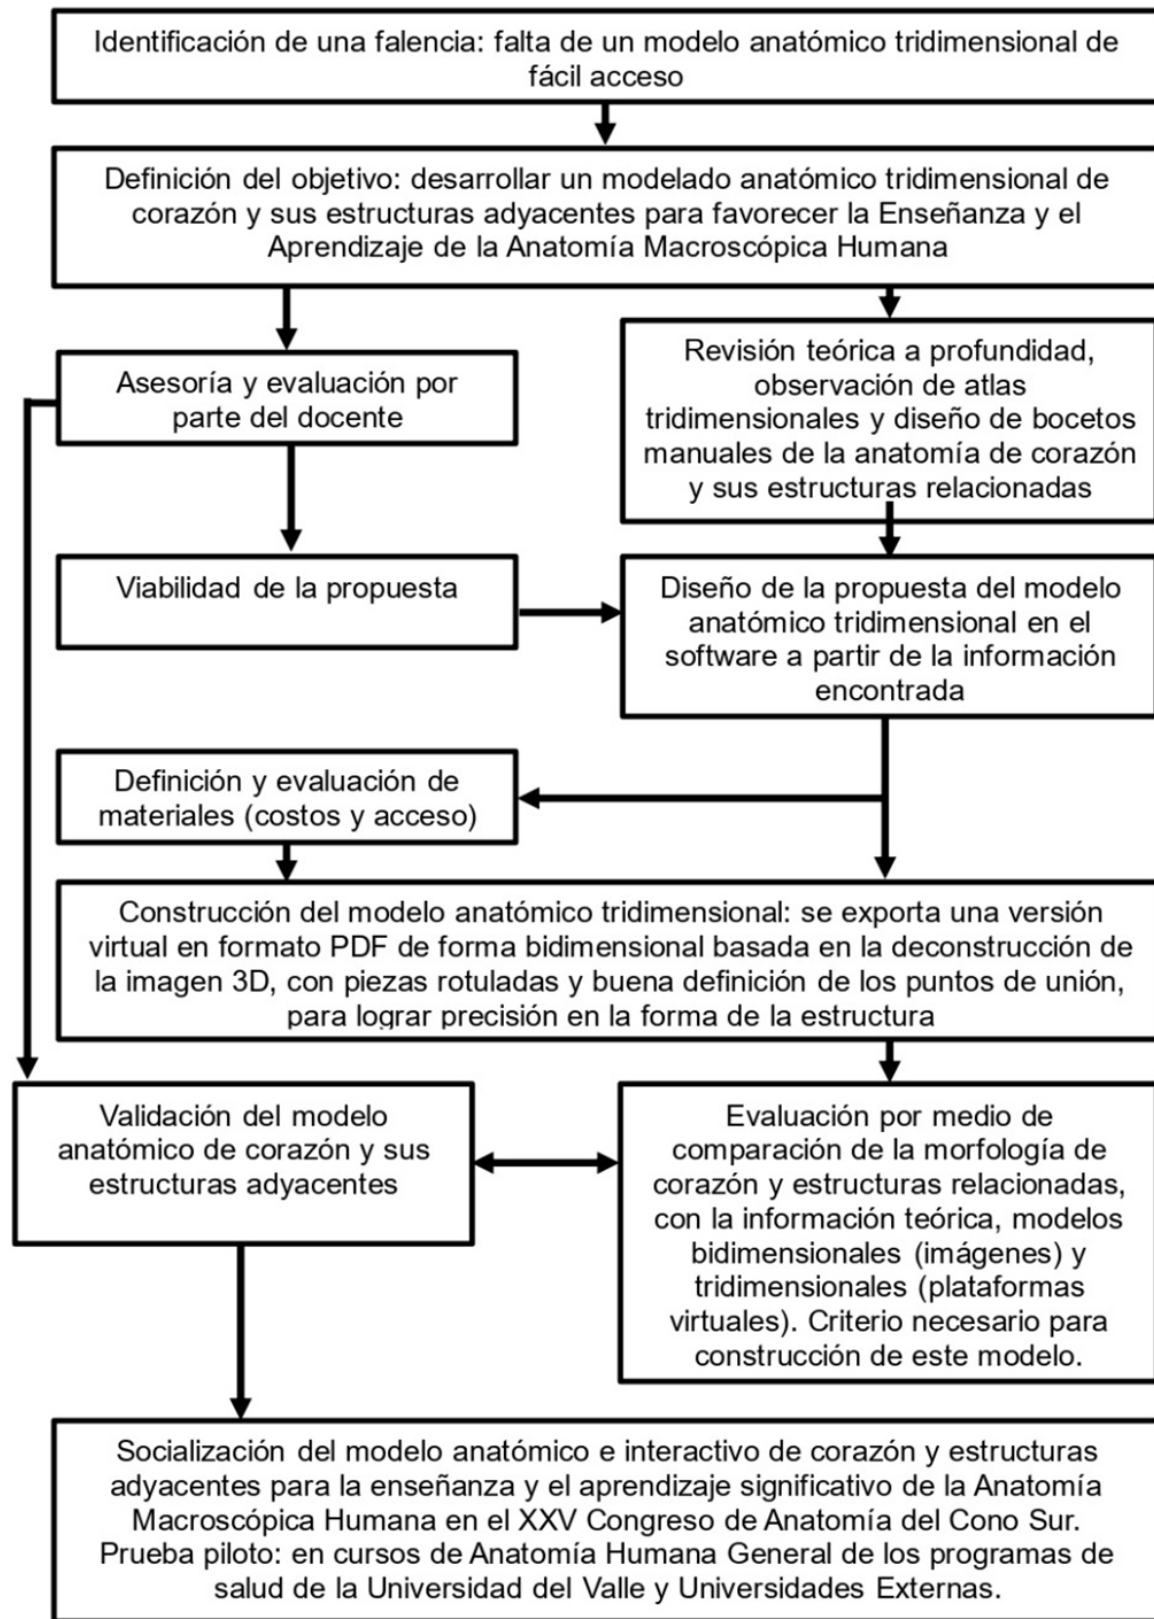 Identificación de una falencia: falta de un modelo anatómico tridimensional de
fácil acceso
Definición del objetivo: desarrollar un modelado anatómico tridimensional de
corazón y sus estructuras adyacentes para favorecer la Enseñanza y el
Aprendizaje de la Anatomía Macroscópica Humana
Asesoría y evaluación por
parte del docente
Revisión teórica a profundidad,
observación de atlas
tridimensionales y diseño de bocetos
manuales de la anatomía de corazón
y sus estructuras relacionadas
Viabilidad de la propuesta
Diseño de la propuesta del modelo
anatómico tridimensional en el
software a partir de la información
encontrada
Definición y evaluación de
materiales (costos y acceso)
Construcción del modelo anatómico tridimensional: se exporta una versión
virtual en formato PDF de forma bidimensional basada en la deconstrucción de
la imagen 3D, con piezas rotuladas y buena definición de los puntos de unión,
para lograr precisión en la forma de la estructura
Validación del modelo
anatómico de corazón y sus
estructuras adyacentes
Evaluación por medio de
comparación de la morfología de
corazón y estructuras relacionadas,
con la información teórica, modelos
bidimensionales (imágenes) y
tridimensionales (plataformas
virtuales). Criterio necesario para
construcción de este modelo.
Socialización del modelo anatómico e interactivo de corazón y estructuras
adyacentes para la enseñanza y el aprendizaje significativo de la Anatomía
Macroscópica Humana en el XXV Congreso de Anatomía del Cono Sur.
Prueba piloto: en cursos de Anatomía Humana General de los programas de
salud de la Universidad del Valle y Universidades Externas.